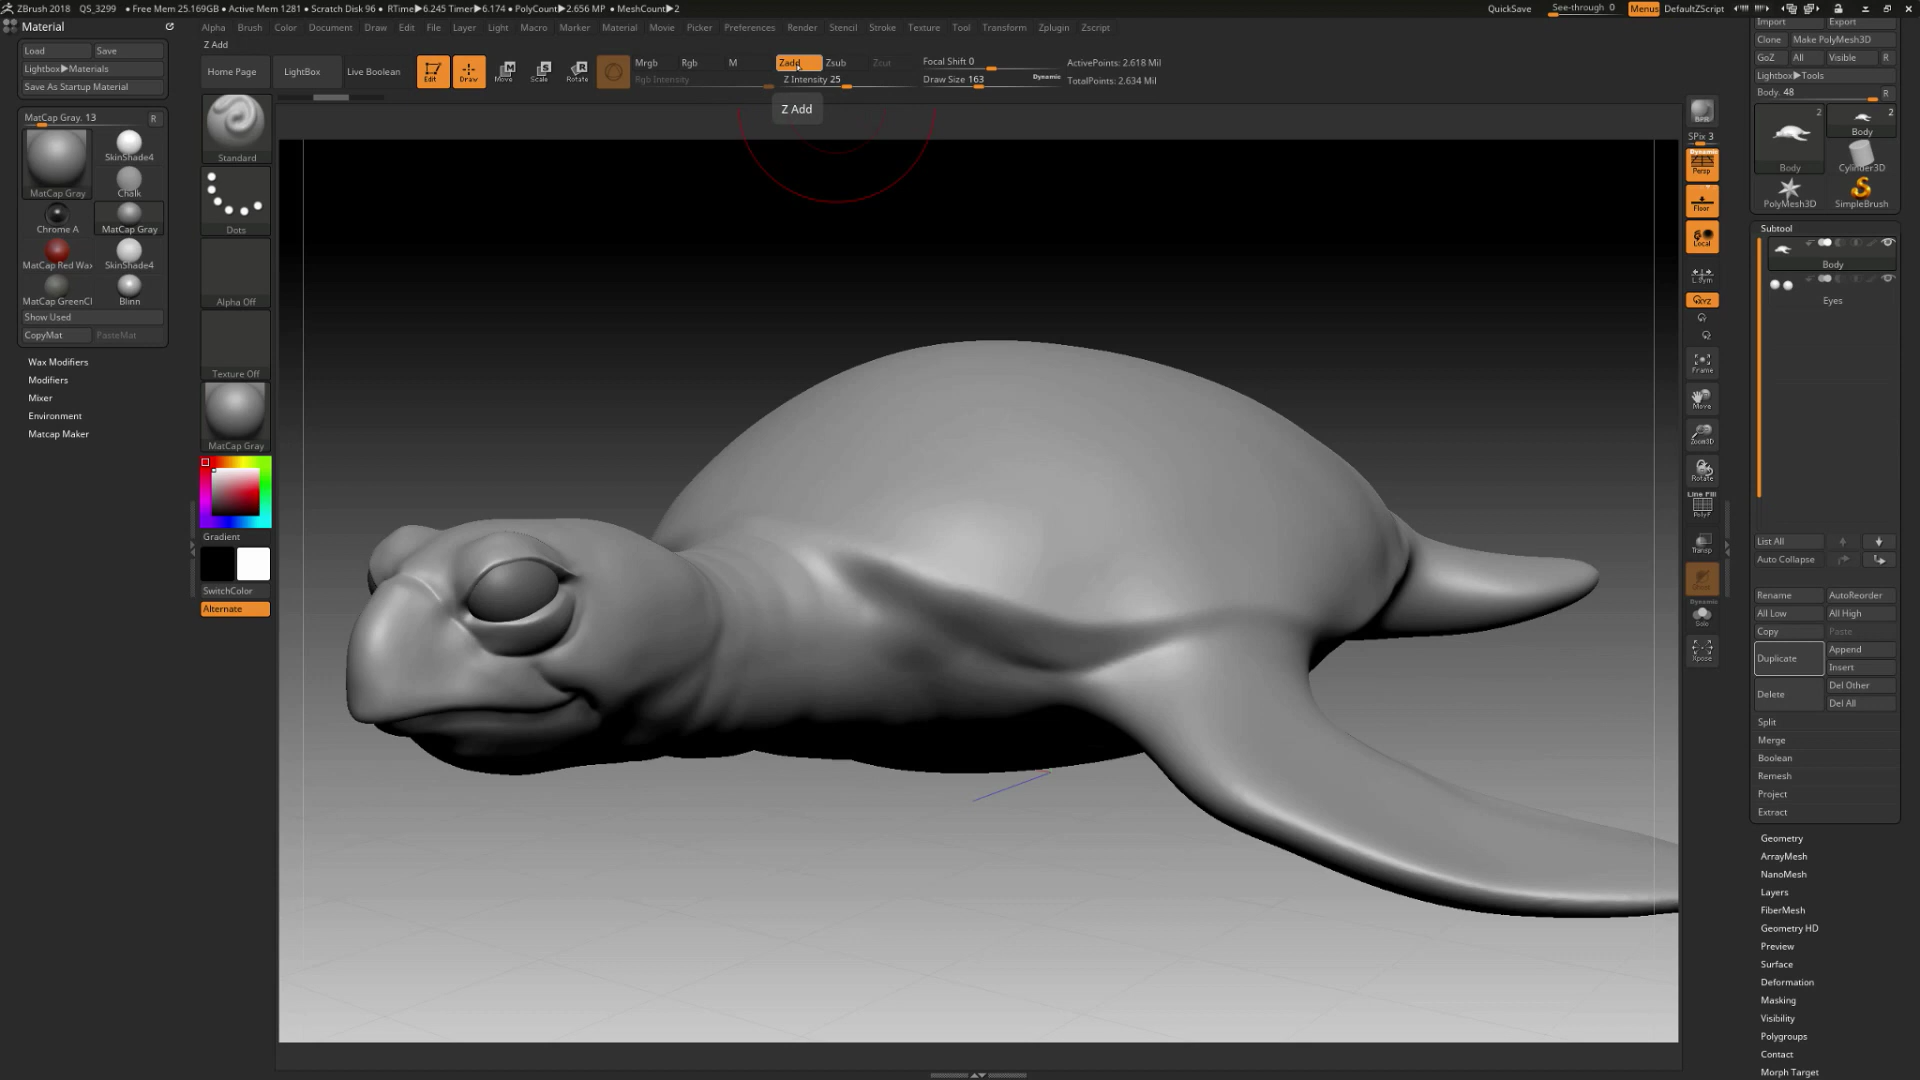 ZBrush 2018 QS_3299 • Free Mem 25.169GB • Active Mem 1281 • Scratch Disk 96 • RTime▶6.245 Timer▶6.174 • PolyCount▶2.656 MP • MeshCount▶2
QuickSave See-through 0 Menus DefaultZScript
Material
Alpha Brush Color Document Draw Edit File Layer Light Macro Marker Material Movie Picker Preferences Render Stencil Stroke Texture Tool Transform Zplugin Zscript
Z Add
Load Save
Lightbox▶Materials
Save As Startup Material
MatCap Gray. 13 R
MatCap Gray
SkinShade4
Chalk
Chrome A
MatCap Gray
MatCap Red Wax
SkinShade4
MatCap GreenCl
Blinn
Show Used
CopyMat PasteMat
Wax Modifiers
Modifiers
Mixer
Environment
Matcap Maker
Home Page LightBox Live Boolean
Edit Draw Move Scale Rotate
Mrgb Rgb M
Rgb Intensity
Zadd Zsub Zcut
Z Intensity 25
Focal Shift 0
Draw Size 163 Dynamic
ActivePoints: 2.618 Mil
TotalPoints: 2.634 Mil
Z Add
Standard
Dots
Alpha Off
Texture Off
MatCap Gray
Gradient
SwitchColor
Alternate
SPix 3
Dynamic
Persp
Floor
Local
L.Sym
XYZ
Frame
Move
Zoom3D
Rotate
Line Fill
PolyF
Transp
Dynamic
Solo
Xpose
Import Export
Clone Make PolyMesh3D
GoZ All Visible R
Lightbox▶Tools
Body. 48 R
2
Body
2
Body
Cylinder3D
PolyMesh3D SimpleBrush
Subtool
Body
Eyes
List All
Auto Collapse
Rename AutoReorder
All Low All High
Copy Paste
Duplicate Append
Insert
Delete Del Other
Del All
Split
Merge
Boolean
Remesh
Project
Extract
Geometry
ArrayMesh
NanoMesh
Layers
FiberMesh
Geometry HD
Preview
Surface
Deformation
Masking
Visibility
Polygroups
Contact
Morph Target